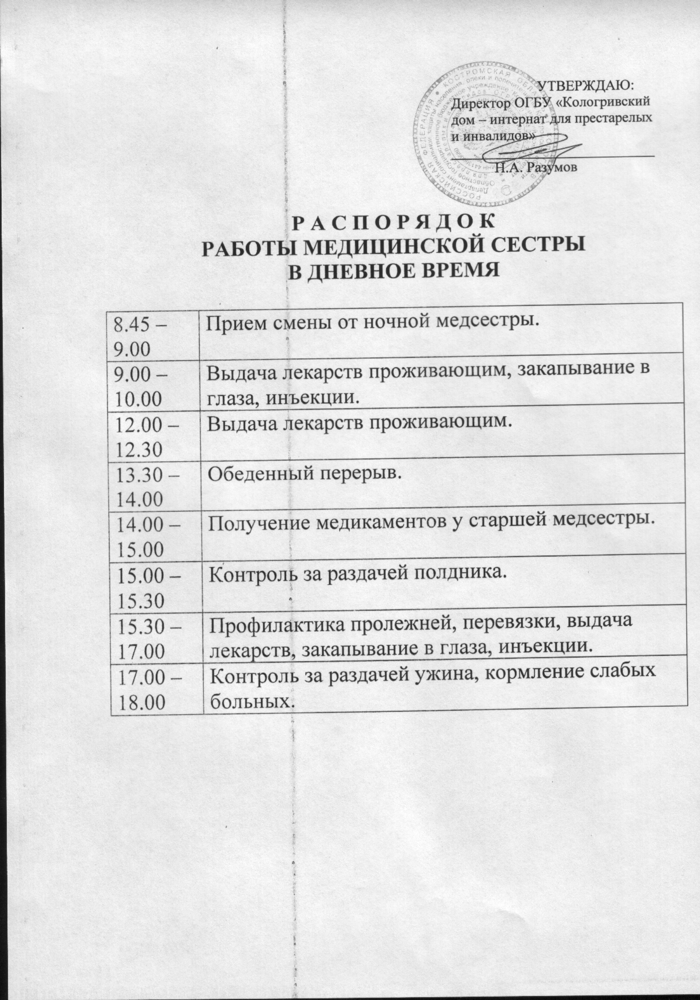 УТВЕРЖДАЮ:
Директор ОГБУ «Кологривский
дом – интернат для престарелых
и инвалидов»
Н.А. Разумов
РОССИЙСКАЯ ФЕДЕРАЦИЯ • КОСТРОМСКАЯ
Р А С П О Р Я Д О К
РАБОТЫ МЕДИЦИНСКОЙ СЕСТРЫ
В ДНЕВНОЕ ВРЕМЯ
8.45 –
9.00
Прием смены от ночной медсестры.
9.00 –
10.00
Выдача лекарств проживающим, закапывание в
глаза, инъекции.
12.00 –
12.30
Выдача лекарств проживающим.
13.30 –
14.00
Обеденный перерыв.
14.00 –
15.00
Получение медикаментов у старшей медсестры.
15.00 –
15.30
Контроль за раздачей полдника.
15.30 –
17.00
Профилактика пролежней, перевязки, выдача
лекарств, закапывание в глаза, инъекции.
17.00 –
18.00
Контроль за раздачей ужина, кормление слабых
больных.